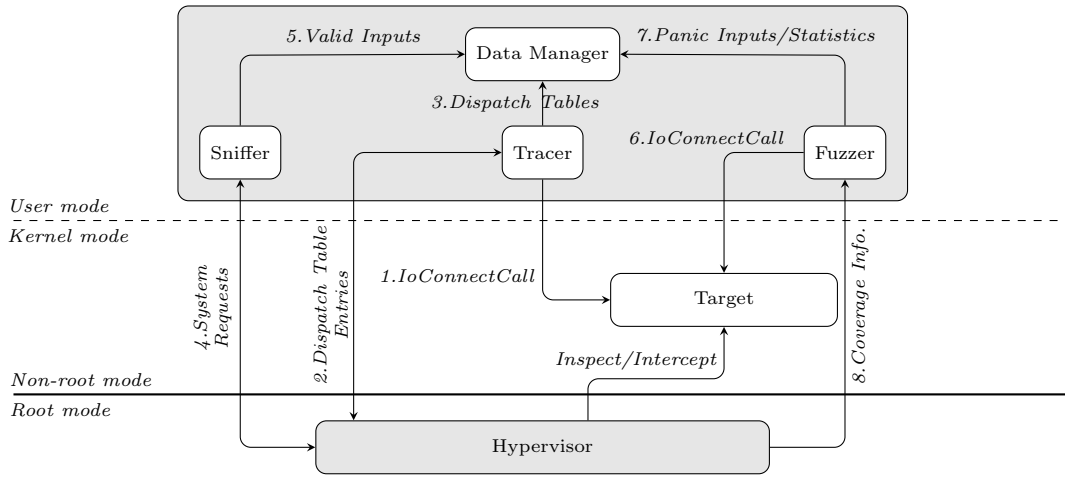 5.Valid Inputs
7.Panic Inputs/Statistics
Data Manager
3.Dispatch Tables
6.IoConnectCall
Sniffer
Tracer
Fuzzer
User mode
Kernel mode
4.System
Requests
2.Dispatch Table
Entries
1.IoConnectCall
Target
8.Coverage Info.
Inspect/Intercept
Non-root mode
Root mode
Hypervisor